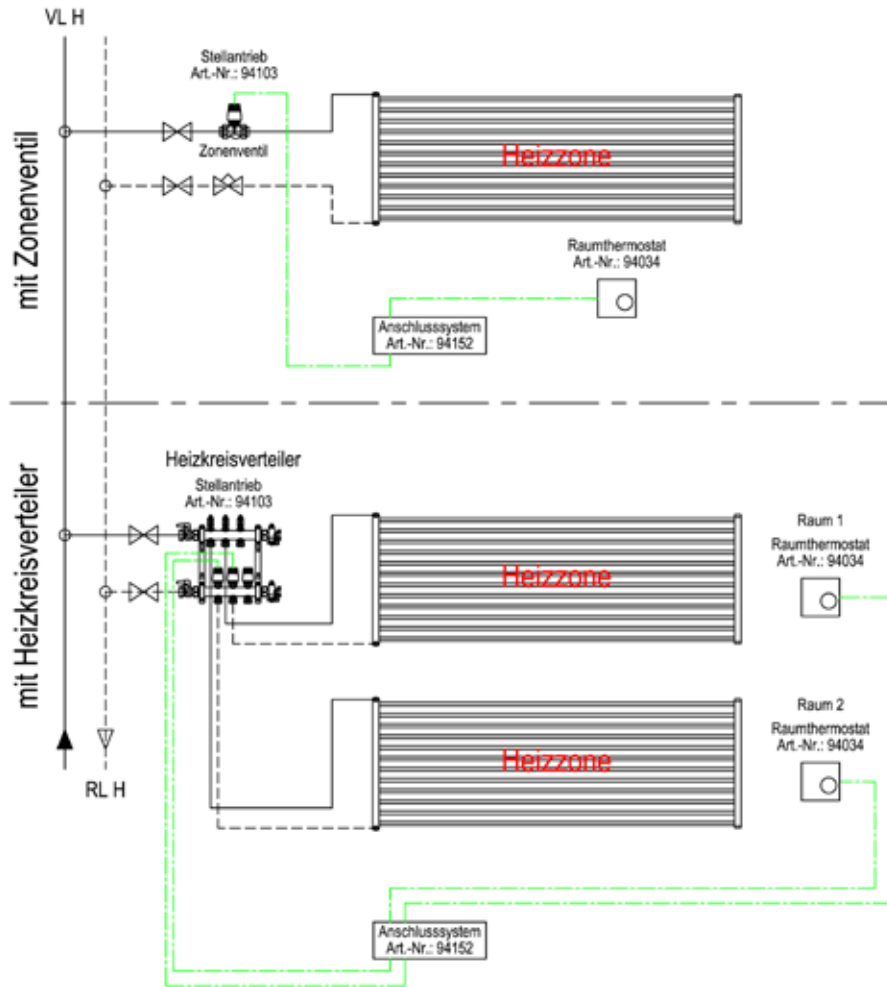 VL H
Stellantrieb
Art.-Nr.: 94103
Zonenventil
Heizzone
mit Zonenventil
Raumthermostat
Art.-Nr.: 94034
Anschlusssystem
Art.-Nr.: 94152
Heizkreisverteiler
Stellantrieb
Art.-Nr.: 94103
mit Heizkreisverteiler
Heizzone
Raum 1
Raumthermostat
Art.-Nr.: 94034
Heizzone
Raum 2
Raumthermostat
Art.-Nr.: 94034
RL H
Anschlusssystem
Art.-Nr.: 94152